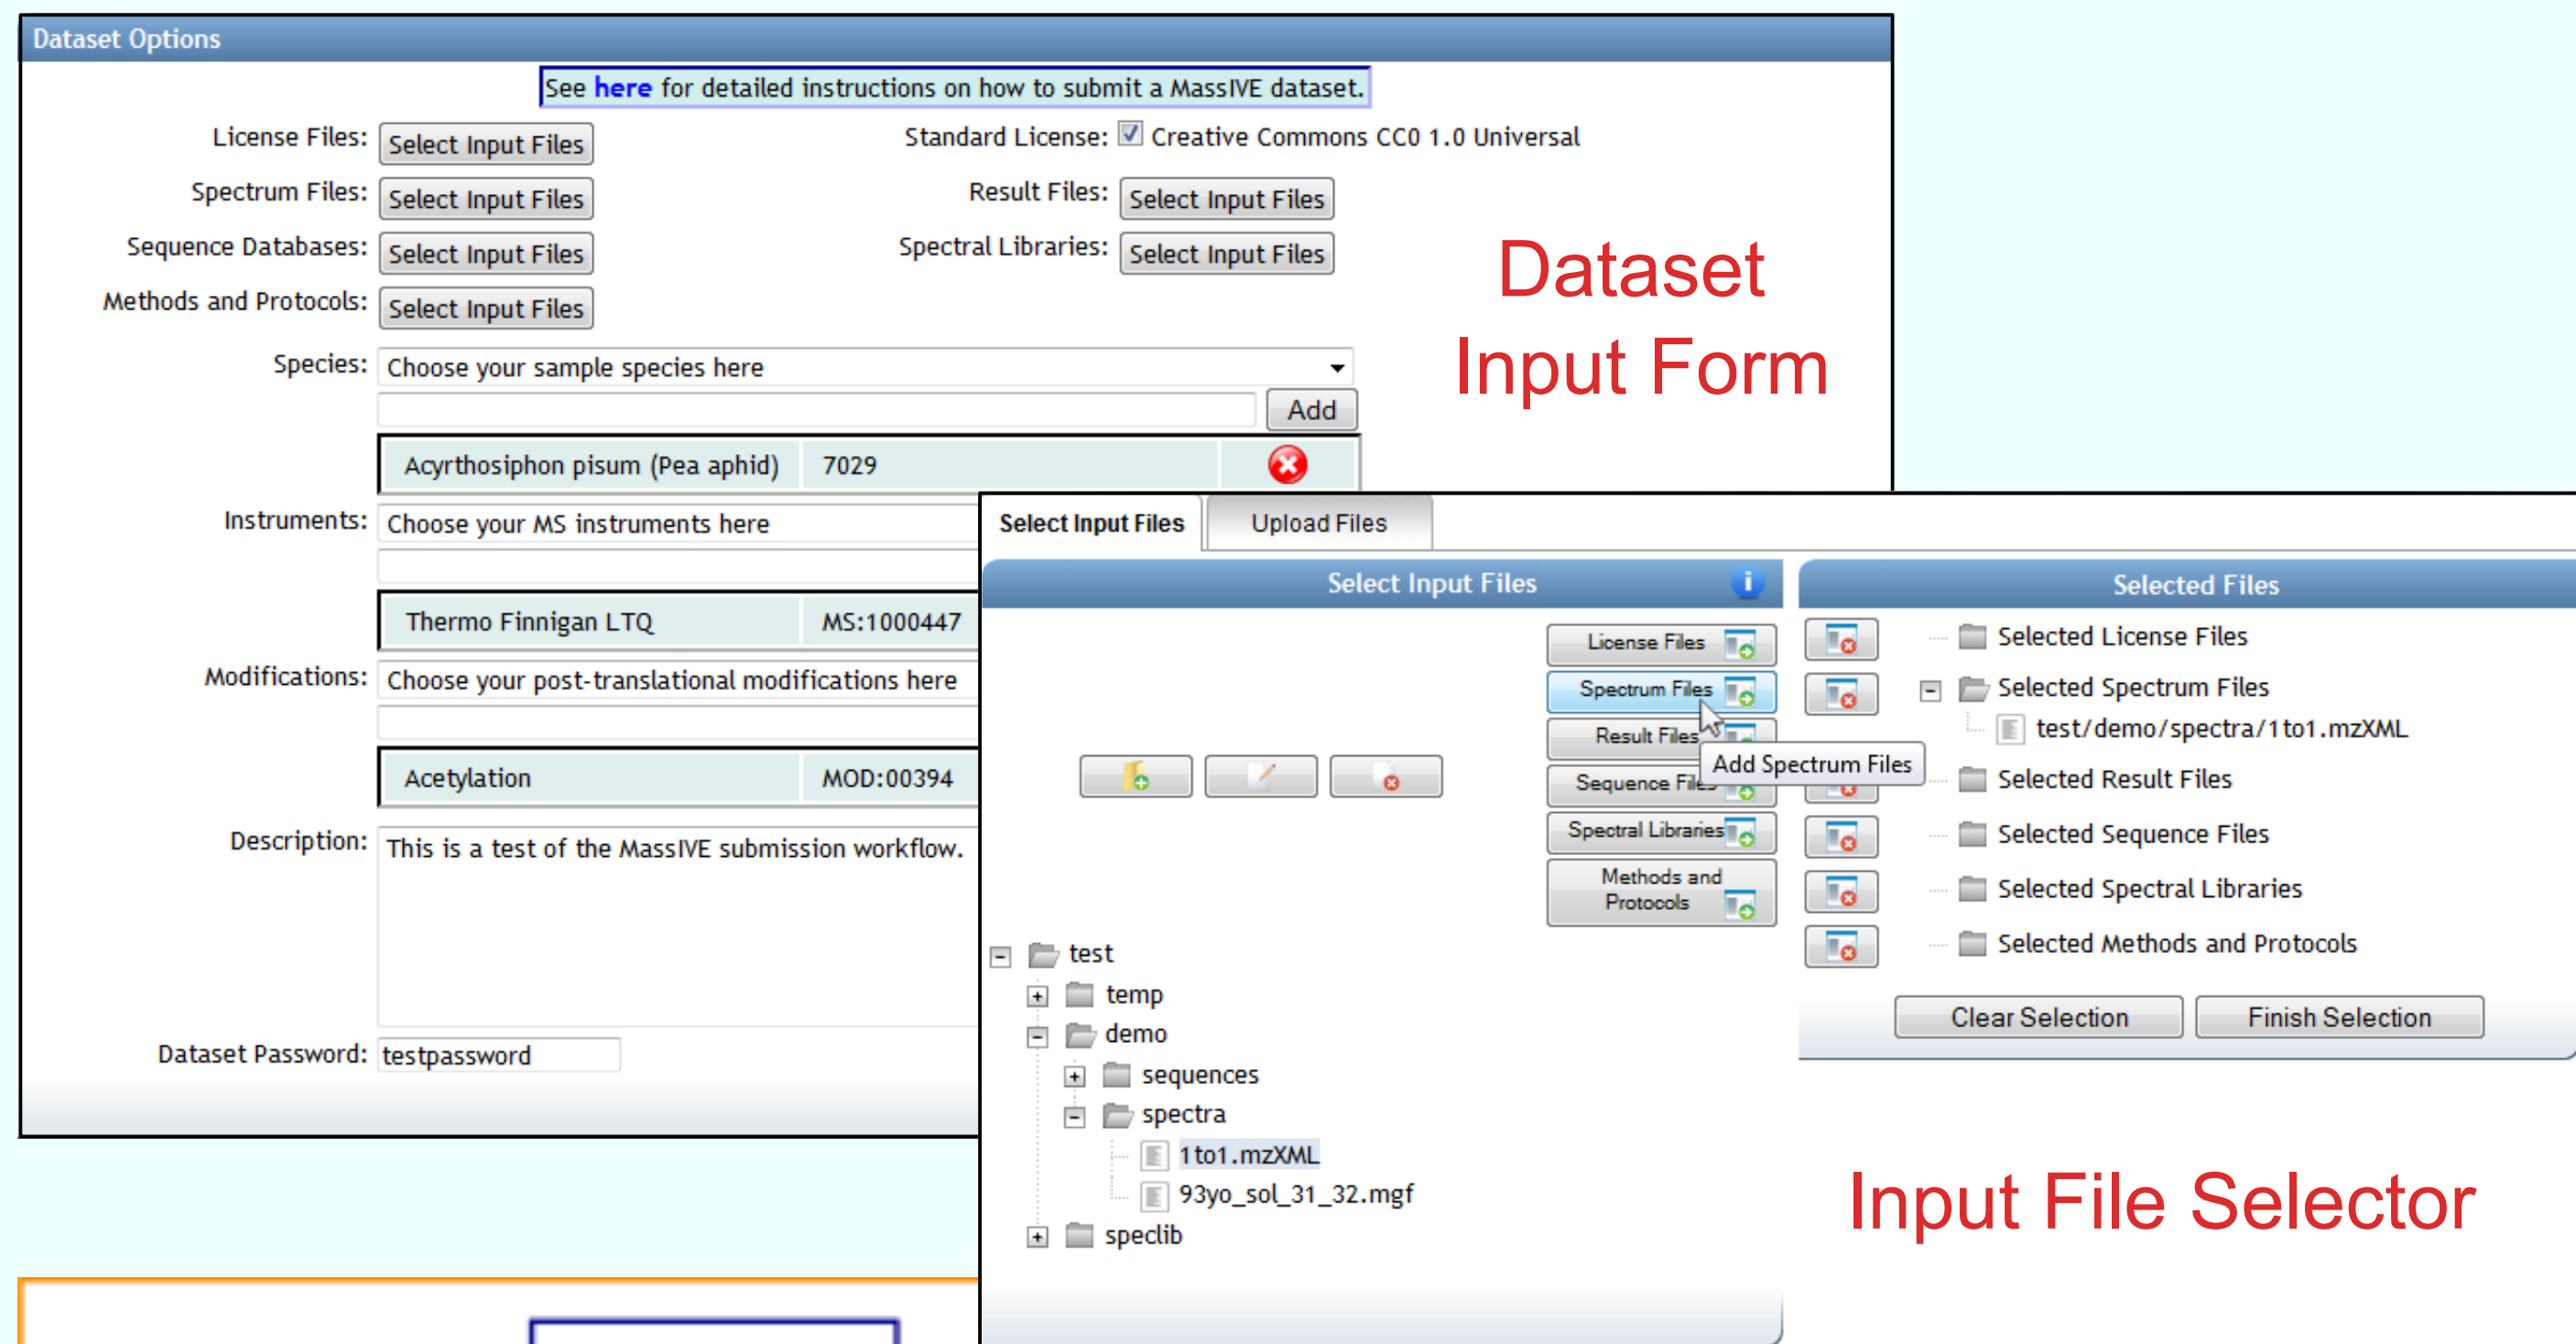 Dataset Options
See here for detailed instructions on how to submit a MassIVE dataset.
License Files: Select Input Files Standard License: Creative Commons CC0 1.0 Universal
Spectrum Files: Select Input Files Result Files: Select Input Files
Sequence Databases: Select Input Files Spectral Libraries: Select Input Files
Methods and Protocols: Select Input Files
Dataset
Input Form
Species: Choose your sample species here
Add
Acyrthosiphon pisum (Pea aphid) 7029
Instruments: Choose your MS instruments here
Thermo Finnigan LTQ MS:1000447
Modifications: Choose your post-translational modifications here
Acetylation MOD:00394
Description: This is a test of the MassIVE submission workflow.
Dataset Password: testpassword
Select Input Files Upload Files
Select Input Files
License Files
Spectrum Files
Result Files
Add Spectrum Files
Sequence Files
Spectral Libraries
Methods and
Protocols
test
temp
demo
sequences
spectra
1to1.mzXML
93yo_sol_31_32.mgf
speclib
Selected Files
Selected License Files
Selected Spectrum Files
test/demo/spectra/1to1.mzXML
Selected Result Files
Selected Sequence Files
Selected Spectral Libraries
Selected Methods and Protocols
Clear Selection Finish Selection
Input File Selector